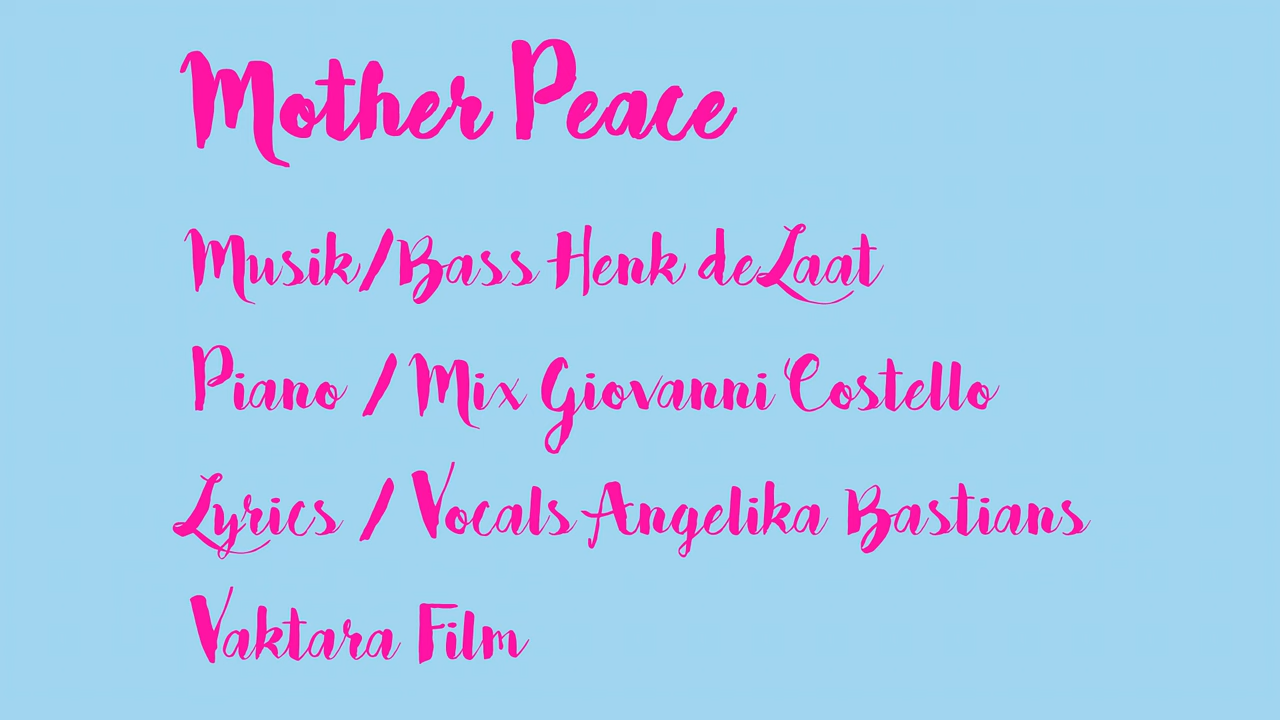 Mother Peace
Musik/Bass Henk deLaat
Piano / Mix Giovanni Costello
Lyrics / Vocals Angelika Bastians
Vaktara Film